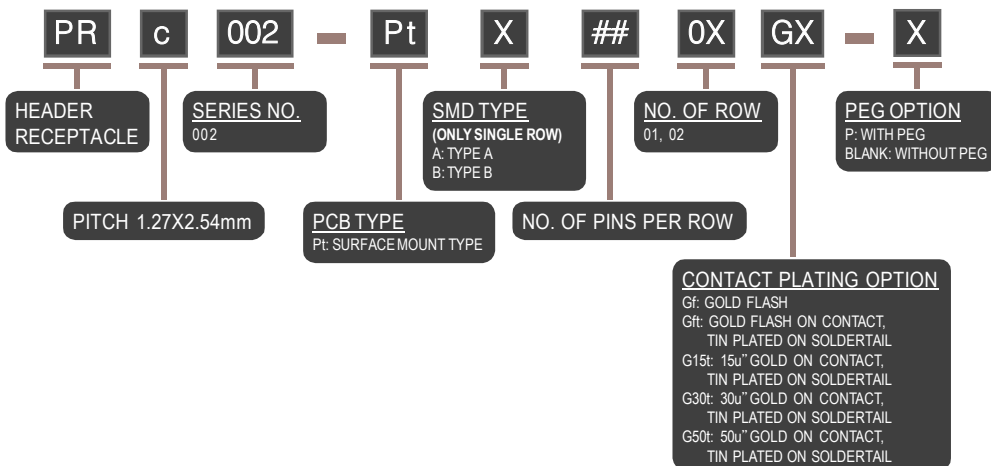 PR c 002 - Pt X ## 0X GX - X
HEADER
RECEPTACLE
SERIES NO.
002
SMD TYPE
(ONLY SINGLE ROW)
A: TYPE A
B: TYPE B
NO. OF ROW
01, 02
PEG OPTION
P: WITH PEG
BLANK: WITHOUT PEG
PITCH 1.27X2.54mm
PCB TYPE
Pt: SURFACE MOUNT TYPE
NO. OF PINS PER ROW
CONTACT PLATING OPTION
Gf: GOLD FLASH
Gft: GOLD FLASH ON CONTACT,
TIN PLATED ON SOLDERTAIL
G15t: 15u" GOLD ON CONTACT,
TIN PLATED ON SOLDERTAIL
G30t: 30u" GOLD ON CONTACT,
TIN PLATED ON SOLDERTAIL
G50t: 50u" GOLD ON CONTACT,
TIN PLATED ON SOLDERTAIL